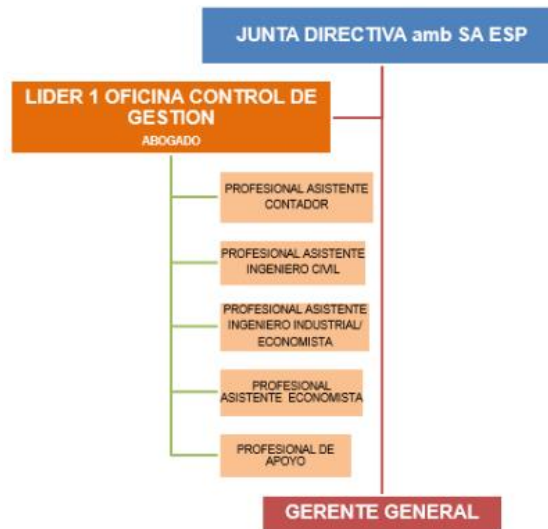 JUNTA DIRECTIVA amb SA ESP
LIDER 1 OFICINA CONTROL DE
GESTION
ABOGADO
PROFESIONAL ASISTENTE
CONTADOR
PROFESIONAL ASISTENTE
INGENIERO CIVIL
PROFESIONAL ASISTENTE
INGENIERO INDUSTRIAL/
ECONOMISTA
PROFESIONAL
ASISTENTE ECONOMISTA
PROFESIONAL DE
APOYO
GERENTE GENERAL